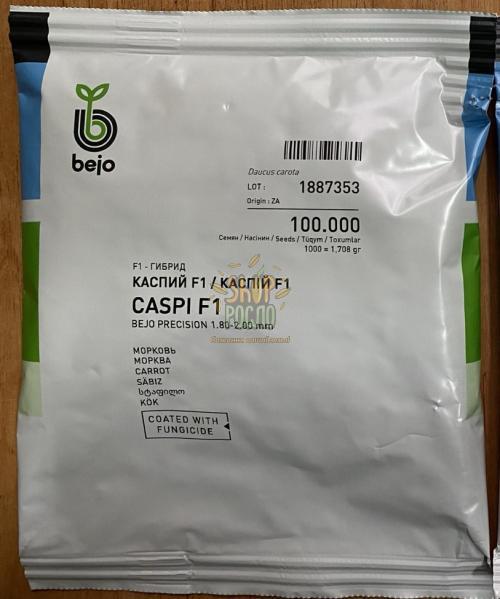 bejo
Daucus carota
LOT : 1887353
Origin : ZA
100.000
Семян / Насінин / Seeds / Tüqym / Toxumlar
1000 = 1,708 gr
F1 - ГИБРИД
КАСПИЙ F1 / КАСПІЙ F1
CASPI F1
BEJO PRECISION 1.80-2.00 mm
МОРКОВЬ
МОРКВА
CARROT
SÄBIZ
სტაფილო
KÖK
COATED WITH
FUNGICIDE